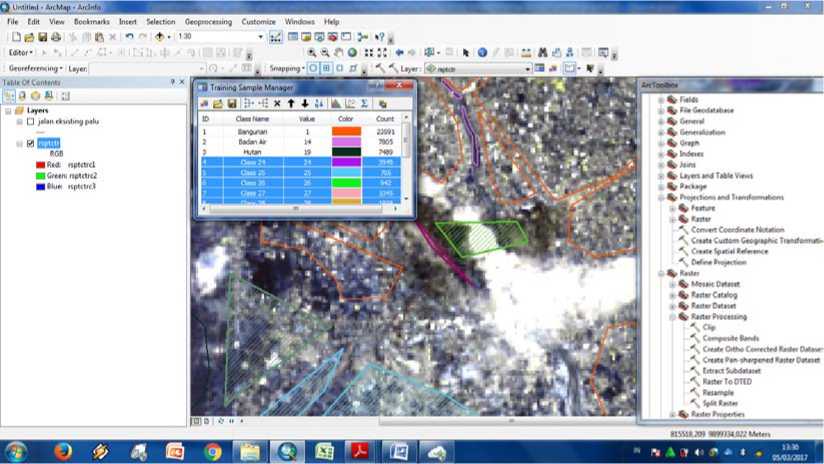 Untitled - ArcMap - ArcInfo
File Edit View Bookmarks Insert Selection Geoprocessing Customize Windows Help
1:30
Editor
Georeferencing Layer: Snapping Layer: rsptctr
Table Of Contents
Layers
jalan eksisting palu
rsptctr
RGB
Red: rsptctrc1
Green: rsptctrc2
Blue: rsptctrc3
Training Sample Manager
ID Class Name Value Color Count
1 Bangunan 1 22691
2 Badan Air 14 7805
3 Hutan 19 7489
4 Class 24 24 3949
5 Class 25 25 705
6 Class 26 26 942
7 Class 27 27 3345
ArcToolbox
Fields
File Geodatabase
General
Generalization
Graph
Indexes
Joins
Layers and Table Views
Package
Projections and Transformations
Feature
Raster
Convert Coordinate Notation
Create Custom Geographic Transformati
Create Spatial Reference
Define Projection
Raster
Mosaic Dataset
Raster Catalog
Raster Dataset
Raster Processing
Clip
Composite Bands
Create Ortho Corrected Raster Datase
Create Pan-sharpened Raster Dataset
Extract Subdataset
Raster To DTED
Resample
Split Raster
Raster Properties
815518,209 9899334,022 Meters
IN
13:30
05/03/2017